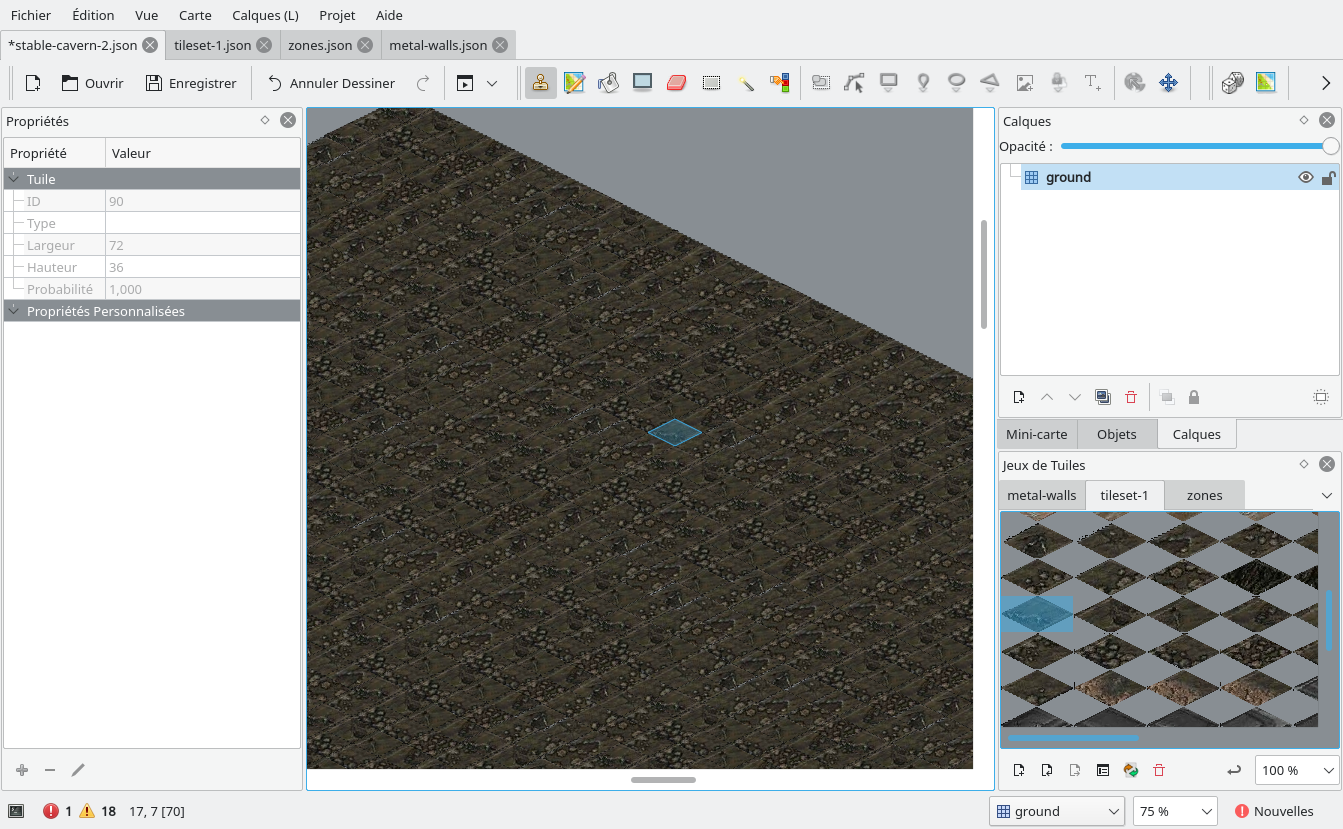 Fichier Édition Vue Carte Calques (L) Projet Aide
*stable-cavern-2.json tileset-1.json zones.json metal-walls.json
Ouvrir Enregistrer Annuler Dessiner
Propriétés
Propriété Valeur
Tuile
ID 90
Type
Largeur 72
Hauteur 36
Probabilité 1,000
Propriétés Personnalisées
Calques
Opacité :
ground
Mini-carte Objets Calques
Jeux de Tuiles
metal-walls tileset-1 zones
100 %
1 18 17, 7 [70] ground 75 % Nouvelles